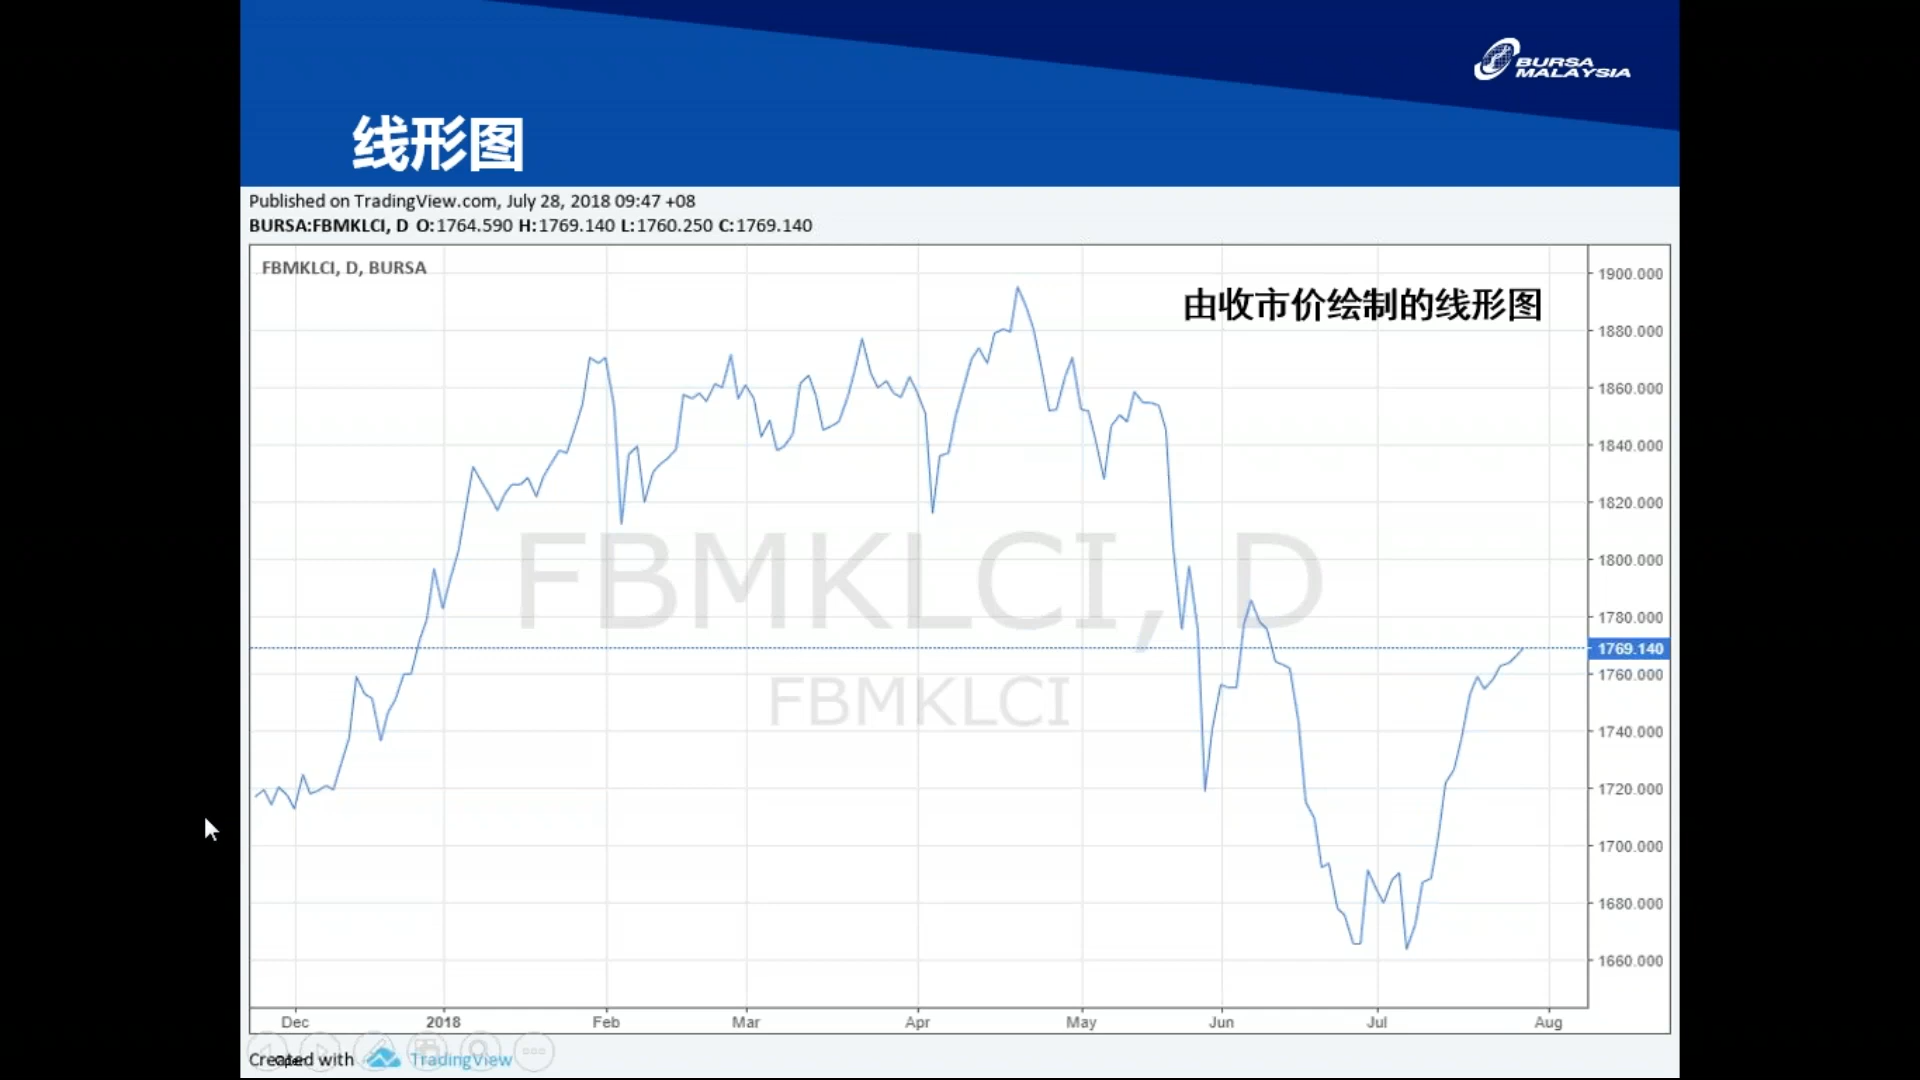 BURSA
MALAYSIA
线形图
Published on TradingView.com, July 28, 2018 09:47 +08
BURSA:FBMKLCI, D O:1764.590 H:1769.140 L:1760.250 C:1769.140
FBMKLCI, D, BURSA
由收市价绘制的线形图
1900.000
1880.000
1860.000
1840.000
1820.000
1800.000
1780.000
1769.140
1760.000
1740.000
1720.000
1700.000
1680.000
1660.000
FBMKLCI, D
FBMKLCI
Dec 2018 Feb Mar Apr May Jun Jul Aug
Created with TradingView